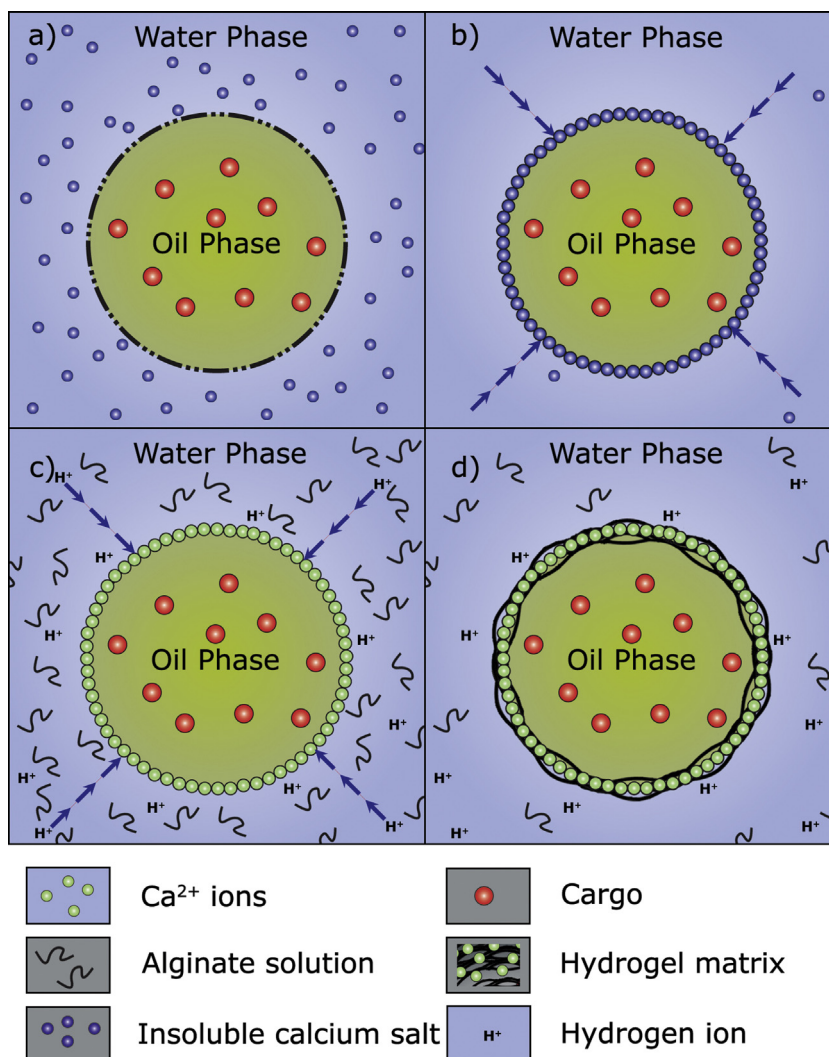 a)
Water Phase
Oil Phase
b)
Water Phase
Oil Phase
c)
Water Phase
H⁺
H⁺
H⁺
H⁺
H⁺
H⁺
Oil Phase
H⁺
H⁺
H⁺
H⁺
H⁺
H⁺
d)
Water Phase
H⁺
H⁺
H⁺
H⁺
H⁺
Oil Phase
H⁺
H⁺
H⁺
H⁺
Ca²⁺ ions
Cargo
Alginate solution
Hydrogel matrix
Insoluble calcium salt
H⁺
Hydrogen ion